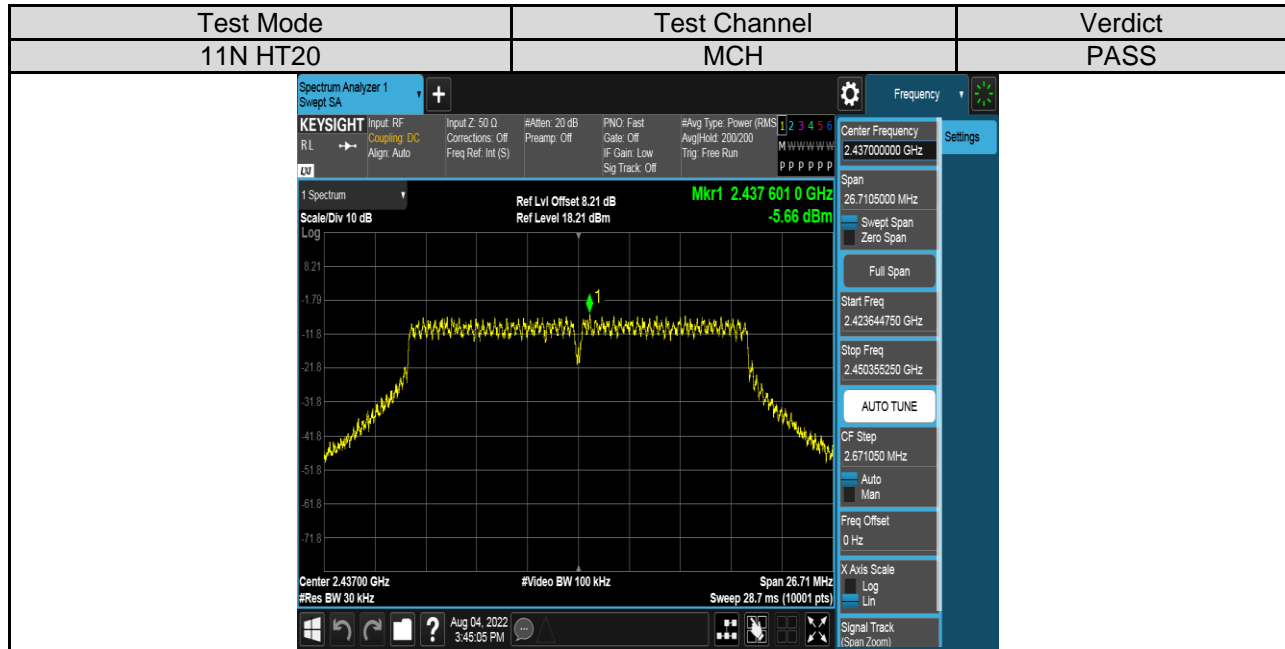 Test Mode Test Channel Verdict
11N HT20 MCH PASS
Spectrum Analyzer 1
Swept SA
+
Frequency
KEYSIGHT
RL
LXI
Input: RF
Coupling: DC
Align: Auto
Input Z: 50 Ω
Corrections: Off
Freq Ref: Int (S)
#Atten: 20 dB
Preamp: Off
PNO: Fast
Gate: Off
IF Gain: Low
Sig Track: Off
#Avg Type: Power (RMS
Avg|Hold: 200/200
Trig: Free Run
1 2 3 4 5 6
M W W W W W
P P P P P P
1 Spectrum
Scale/Div 10 dB
Log
Ref Lvl Offset 8.21 dB
Ref Level 18.21 dBm
Mkr1 2.437 601 0 GHz
-5.66 dBm
8.21
-1.79
-11.8
-21.8
-31.8
-41.8
-51.8
-61.8
-71.8
1
Center 2.43700 GHz
#Res BW 30 kHz
#Video BW 100 kHz
Span 26.71 MHz
Sweep 28.7 ms (10001 pts)
?
Aug 04, 2022
3:45:05 PM
Center Frequency
2.437000000 GHz
Settings
Span
26.7105000 MHz
Swept Span
Zero Span
Full Span
Start Freq
2.423644750 GHz
Stop Freq
2.450355250 GHz
AUTO TUNE
CF Step
2.671050 MHz
Auto
Man
Freq Offset
0 Hz
X Axis Scale
Log
Lin
Signal Track
(Span Zoom)